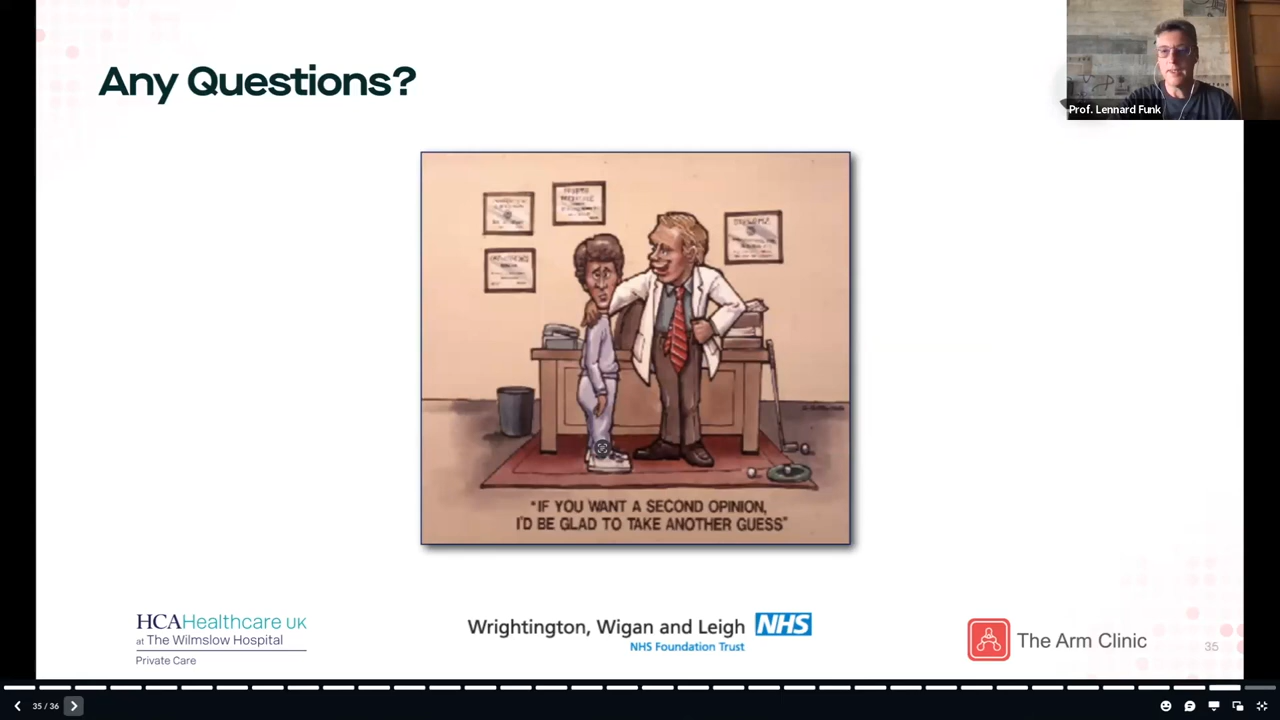 Any Questions?
Prof. Lennard Funk
DIPLOMA
"IF YOU WANT A SECOND OPINION,
I'D BE GLAD TO TAKE ANOTHER GUESS"
HCAHealthcare UK
at The Wilmslow Hospital
Private Care
Wrightington, Wigan and Leigh NHS
NHS Foundation Trust
The Arm Clinic
35
35 / 36